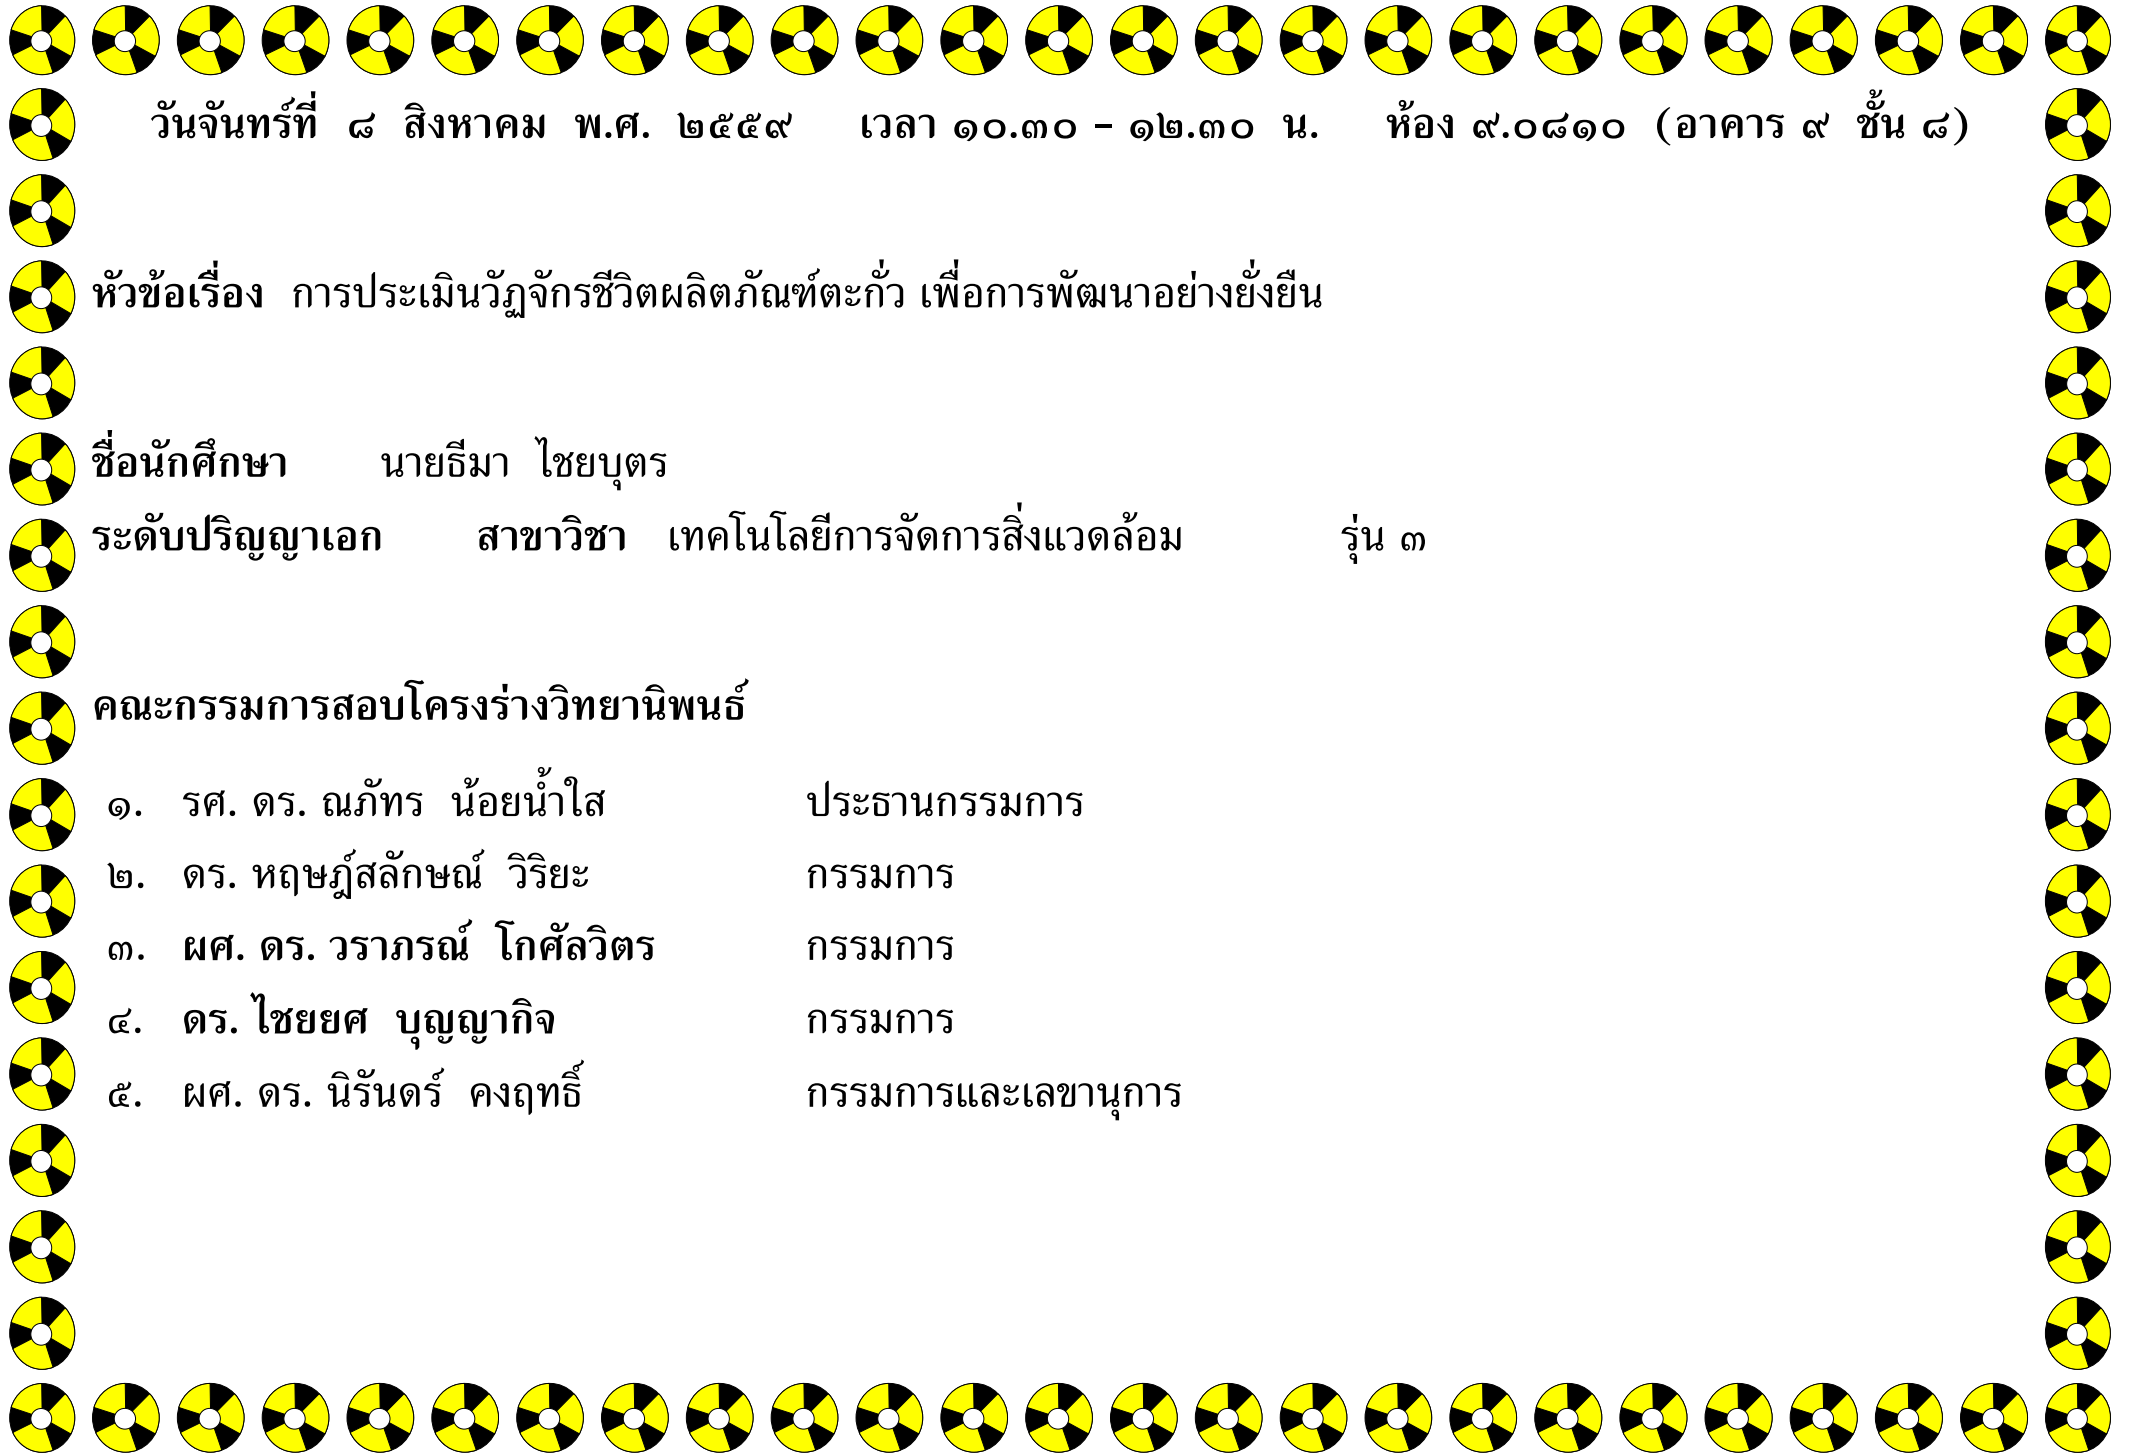 วันจันทร์ที่ ๘ สิงหาคม พ.ศ. ๒๕๕๙ เวลา ๑๐.๓๐ - ๑๒.๓๐ น. ห้อง ๙.๐๘๑๐ (อาคาร ๙ ชั้น ๘)
หัวข้อเรื่อง การประเมินวัฏจักรชีวิตผลิตภัณฑ์ตะกั่ว เพื่อการพัฒนาอย่างยั่งยืน
ชื่อนักศึกษา นายธีมา ไชยบุตร
ระดับปริญญาเอก สาขาวิชา เทคโนโลยีการจัดการสิ่งแวดล้อม รุ่น ๓
คณะกรรมการสอบโครงร่างวิทยานิพนธ์
๑. รศ. ดร. ณภัทร น้อยน้ำใส ประธานกรรมการ
๒. ดร. หฤษฎ์สลักษณ์ วิริยะ กรรมการ
๓. ผศ. ดร. วราภรณ์ โกศัลวิตร กรรมการ
๔. ดร. ไชยยศ บุญญากิจ กรรมการ
๕. ผศ. ดร. นิรันดร์ คงฤทธิ์ กรรมการและเลขานุการ